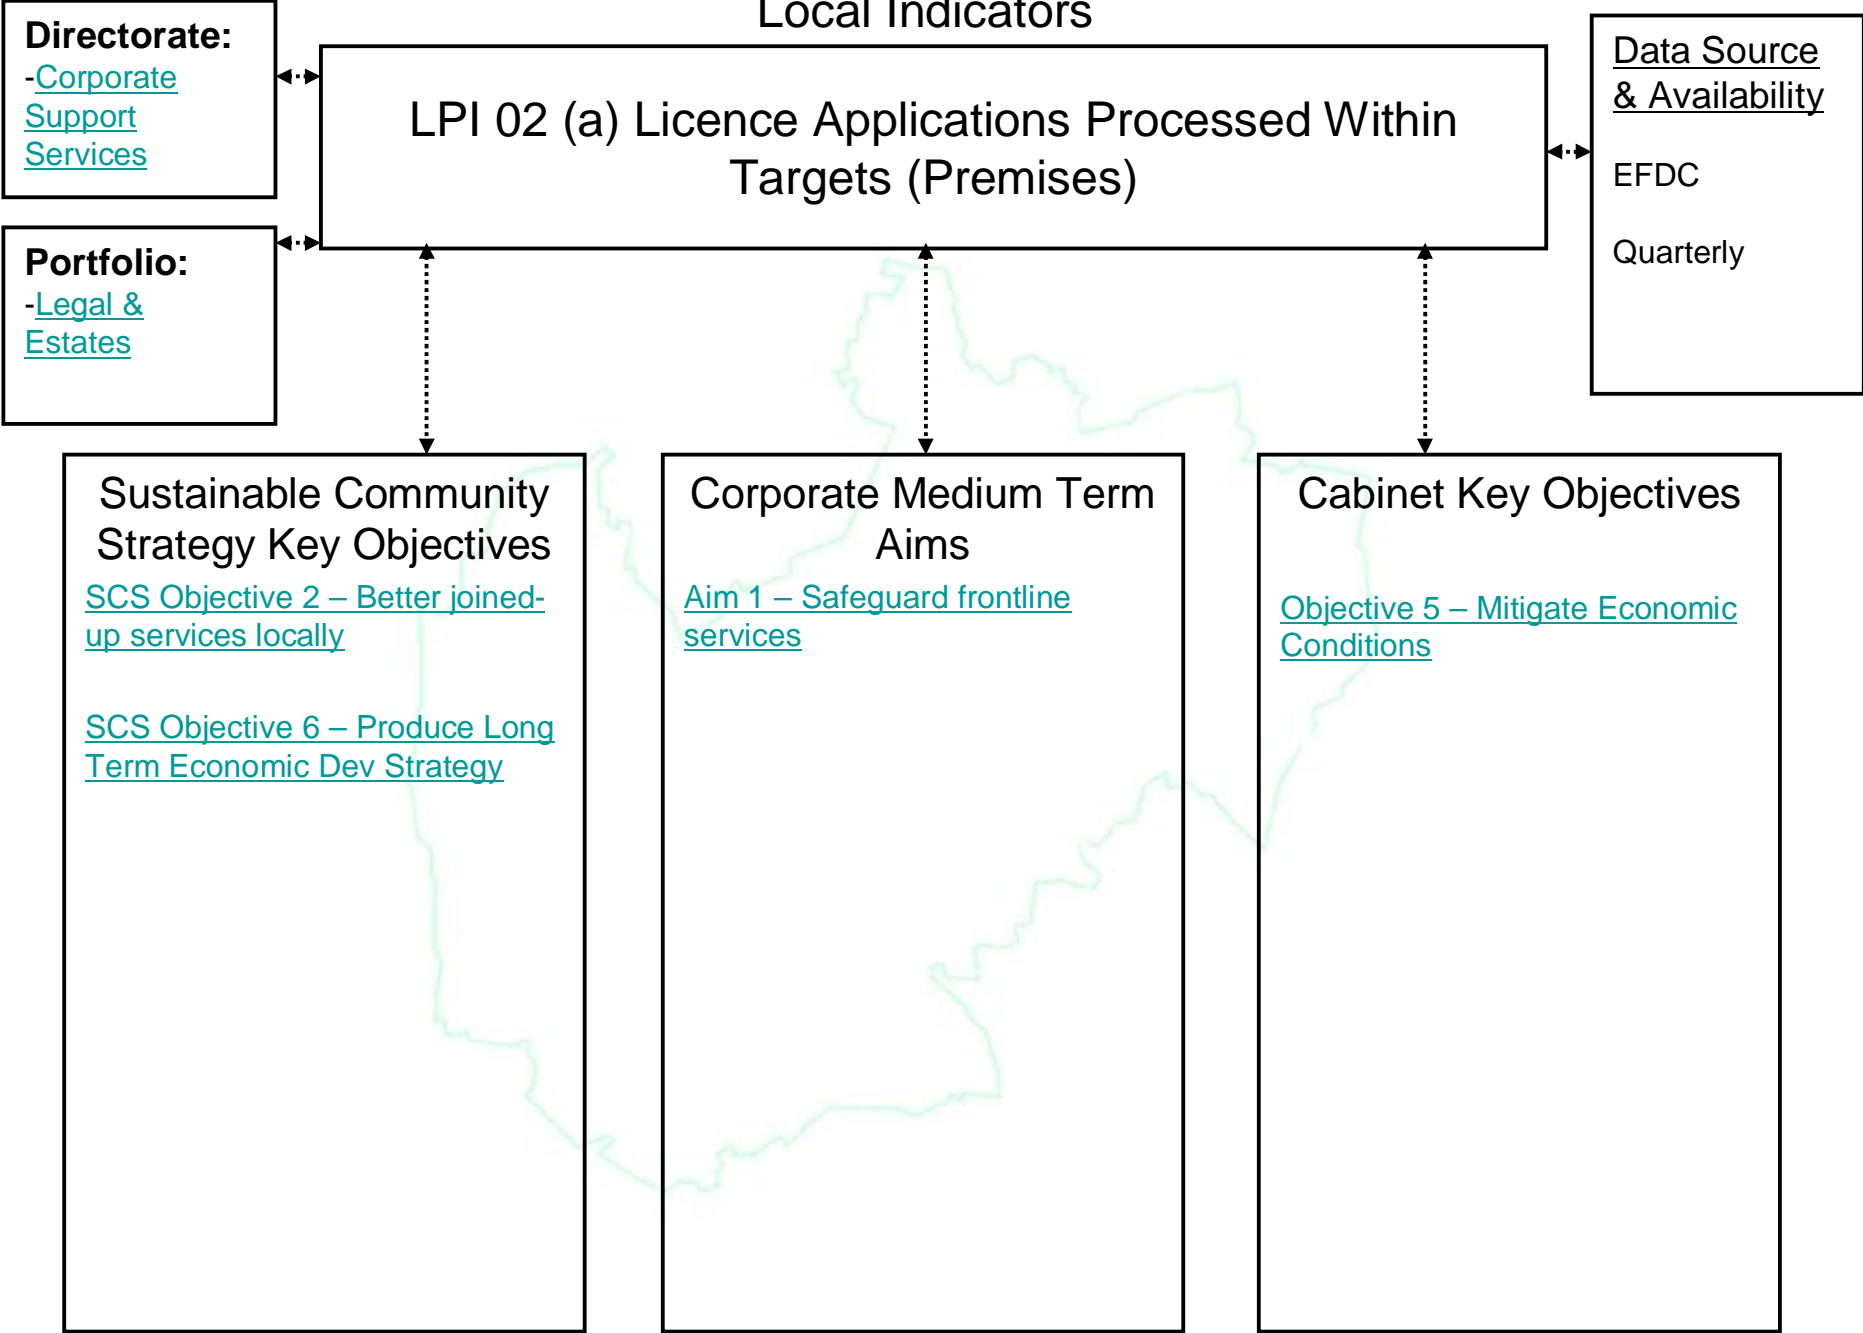 Local Indicators
Directorate:
-Corporate
Support
Services
LPI 02 (a) Licence Applications Processed Within
Targets (Premises)
Data Source
& Availability
EFDC
Quarterly
Portfolio:
-Legal &
Estates
Sustainable Community
Strategy Key Objectives
SCS Objective 2 – Better joined-
up services locally
SCS Objective 6 – Produce Long
Term Economic Dev Strategy
Corporate Medium Term
Aims
Aim 1 – Safeguard frontline
services
Cabinet Key Objectives
Objective 5 – Mitigate Economic
Conditions